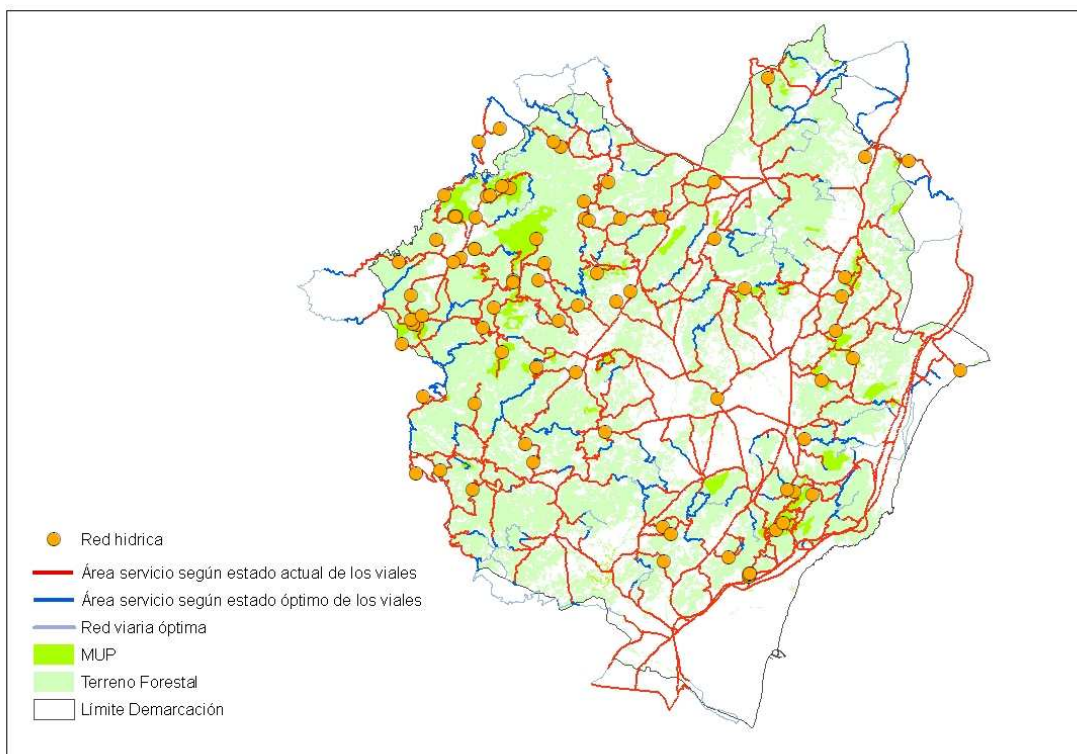 Red hídrica
Área servicio según estado actual de los viales
Área servicio según estado óptimo de los viales
Red viaria óptima
MUP
Terreno Forestal
Límite Demarcación